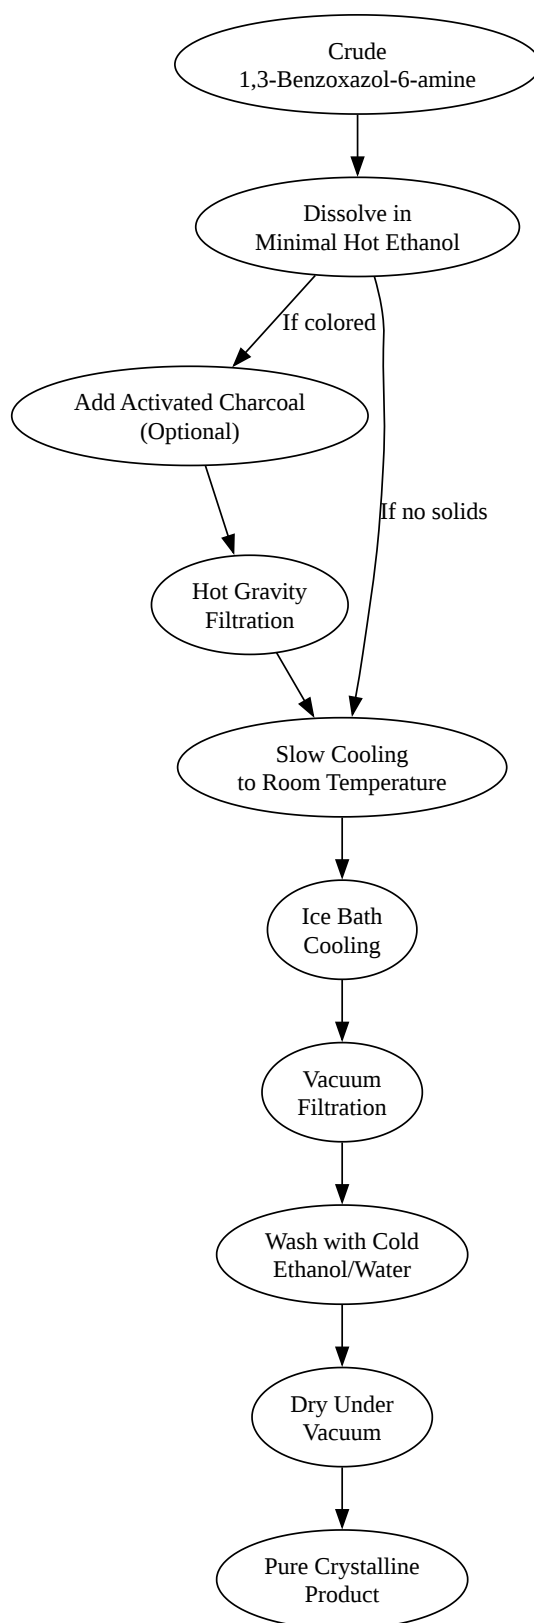 Crude
1,3-Benzoxazol-6-amine
Dissolve in
Minimal Hot Ethanol
If colored
Add Activated Charcoal
(Optional)
If no solids
Hot Gravity
Filtration
Slow Cooling
to Room Temperature
Ice Bath
Cooling
Vacuum
Filtration
Wash with Cold
Ethanol/Water
Dry Under
Vacuum
Pure Crystalline
Product